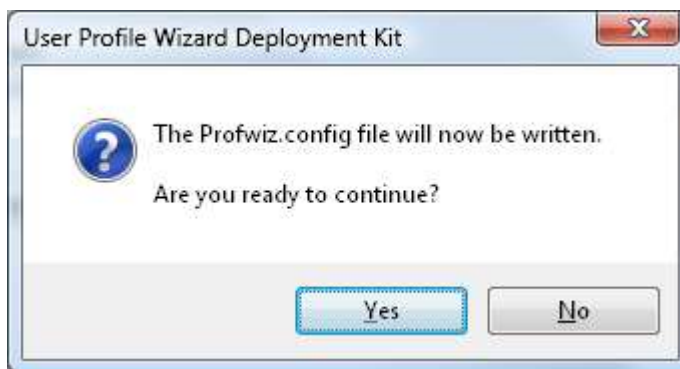 User Profile Wizard Deployment Kit
The Profwiz.config file will now be written.
Are you ready to continue?
Yes
No